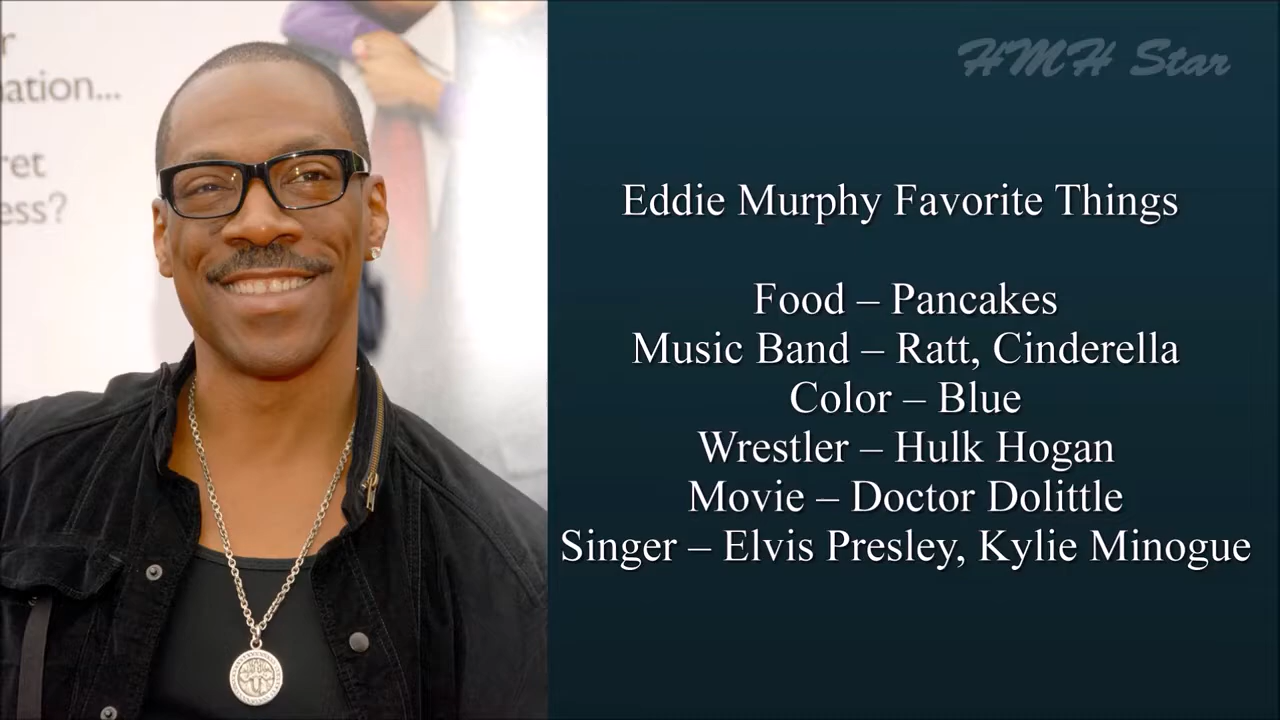 r
nation...
ret
ess?
HMH Star
Eddie Murphy Favorite Things
Food – Pancakes
Music Band – Ratt, Cinderella
Color – Blue
Wrestler – Hulk Hogan
Movie – Doctor Dolittle
Singer – Elvis Presley, Kylie Minogue